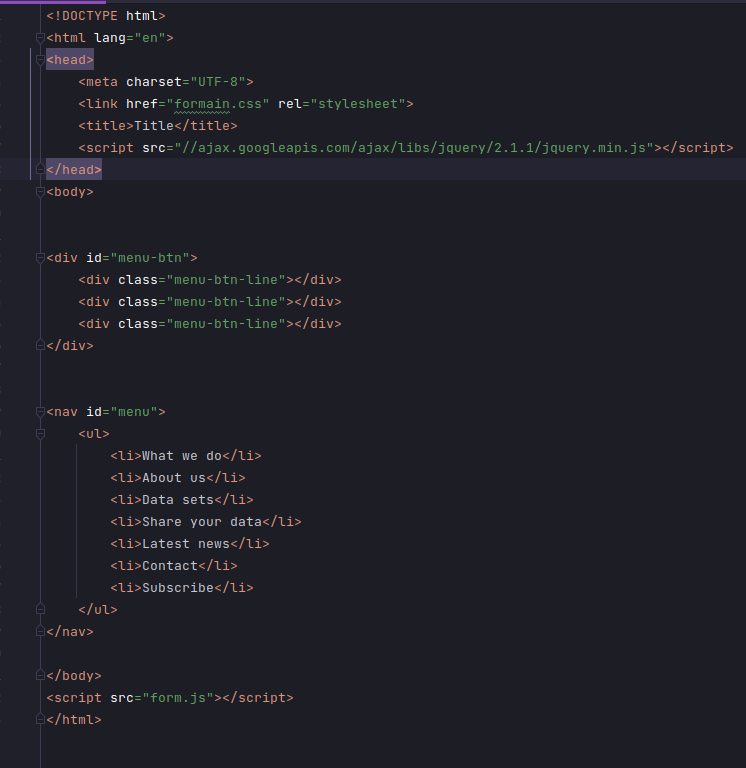 <!DOCTYPE html>
<html lang="en">
<head>
    <meta charset="UTF-8">
    <link href="formain.css" rel="stylesheet">
    <title>Title</title>
    <script src="//ajax.googleapis.com/ajax/libs/jquery/2.1.1/jquery.min.js"></script>
</head>
<body>
<div id="menu-btn">
    <div class="menu-btn-line"></div>
    <div class="menu-btn-line"></div>
    <div class="menu-btn-line"></div>
</div>
<nav id="menu">
    <ul>
        <li>What we do</li>
        <li>About us</li>
        <li>Data sets</li>
        <li>Share your data</li>
        <li>Latest news</li>
        <li>Contact</li>
        <li>Subscribe</li>
    </ul>
</nav>
</body>
<script src="form.js"></script>
</html>